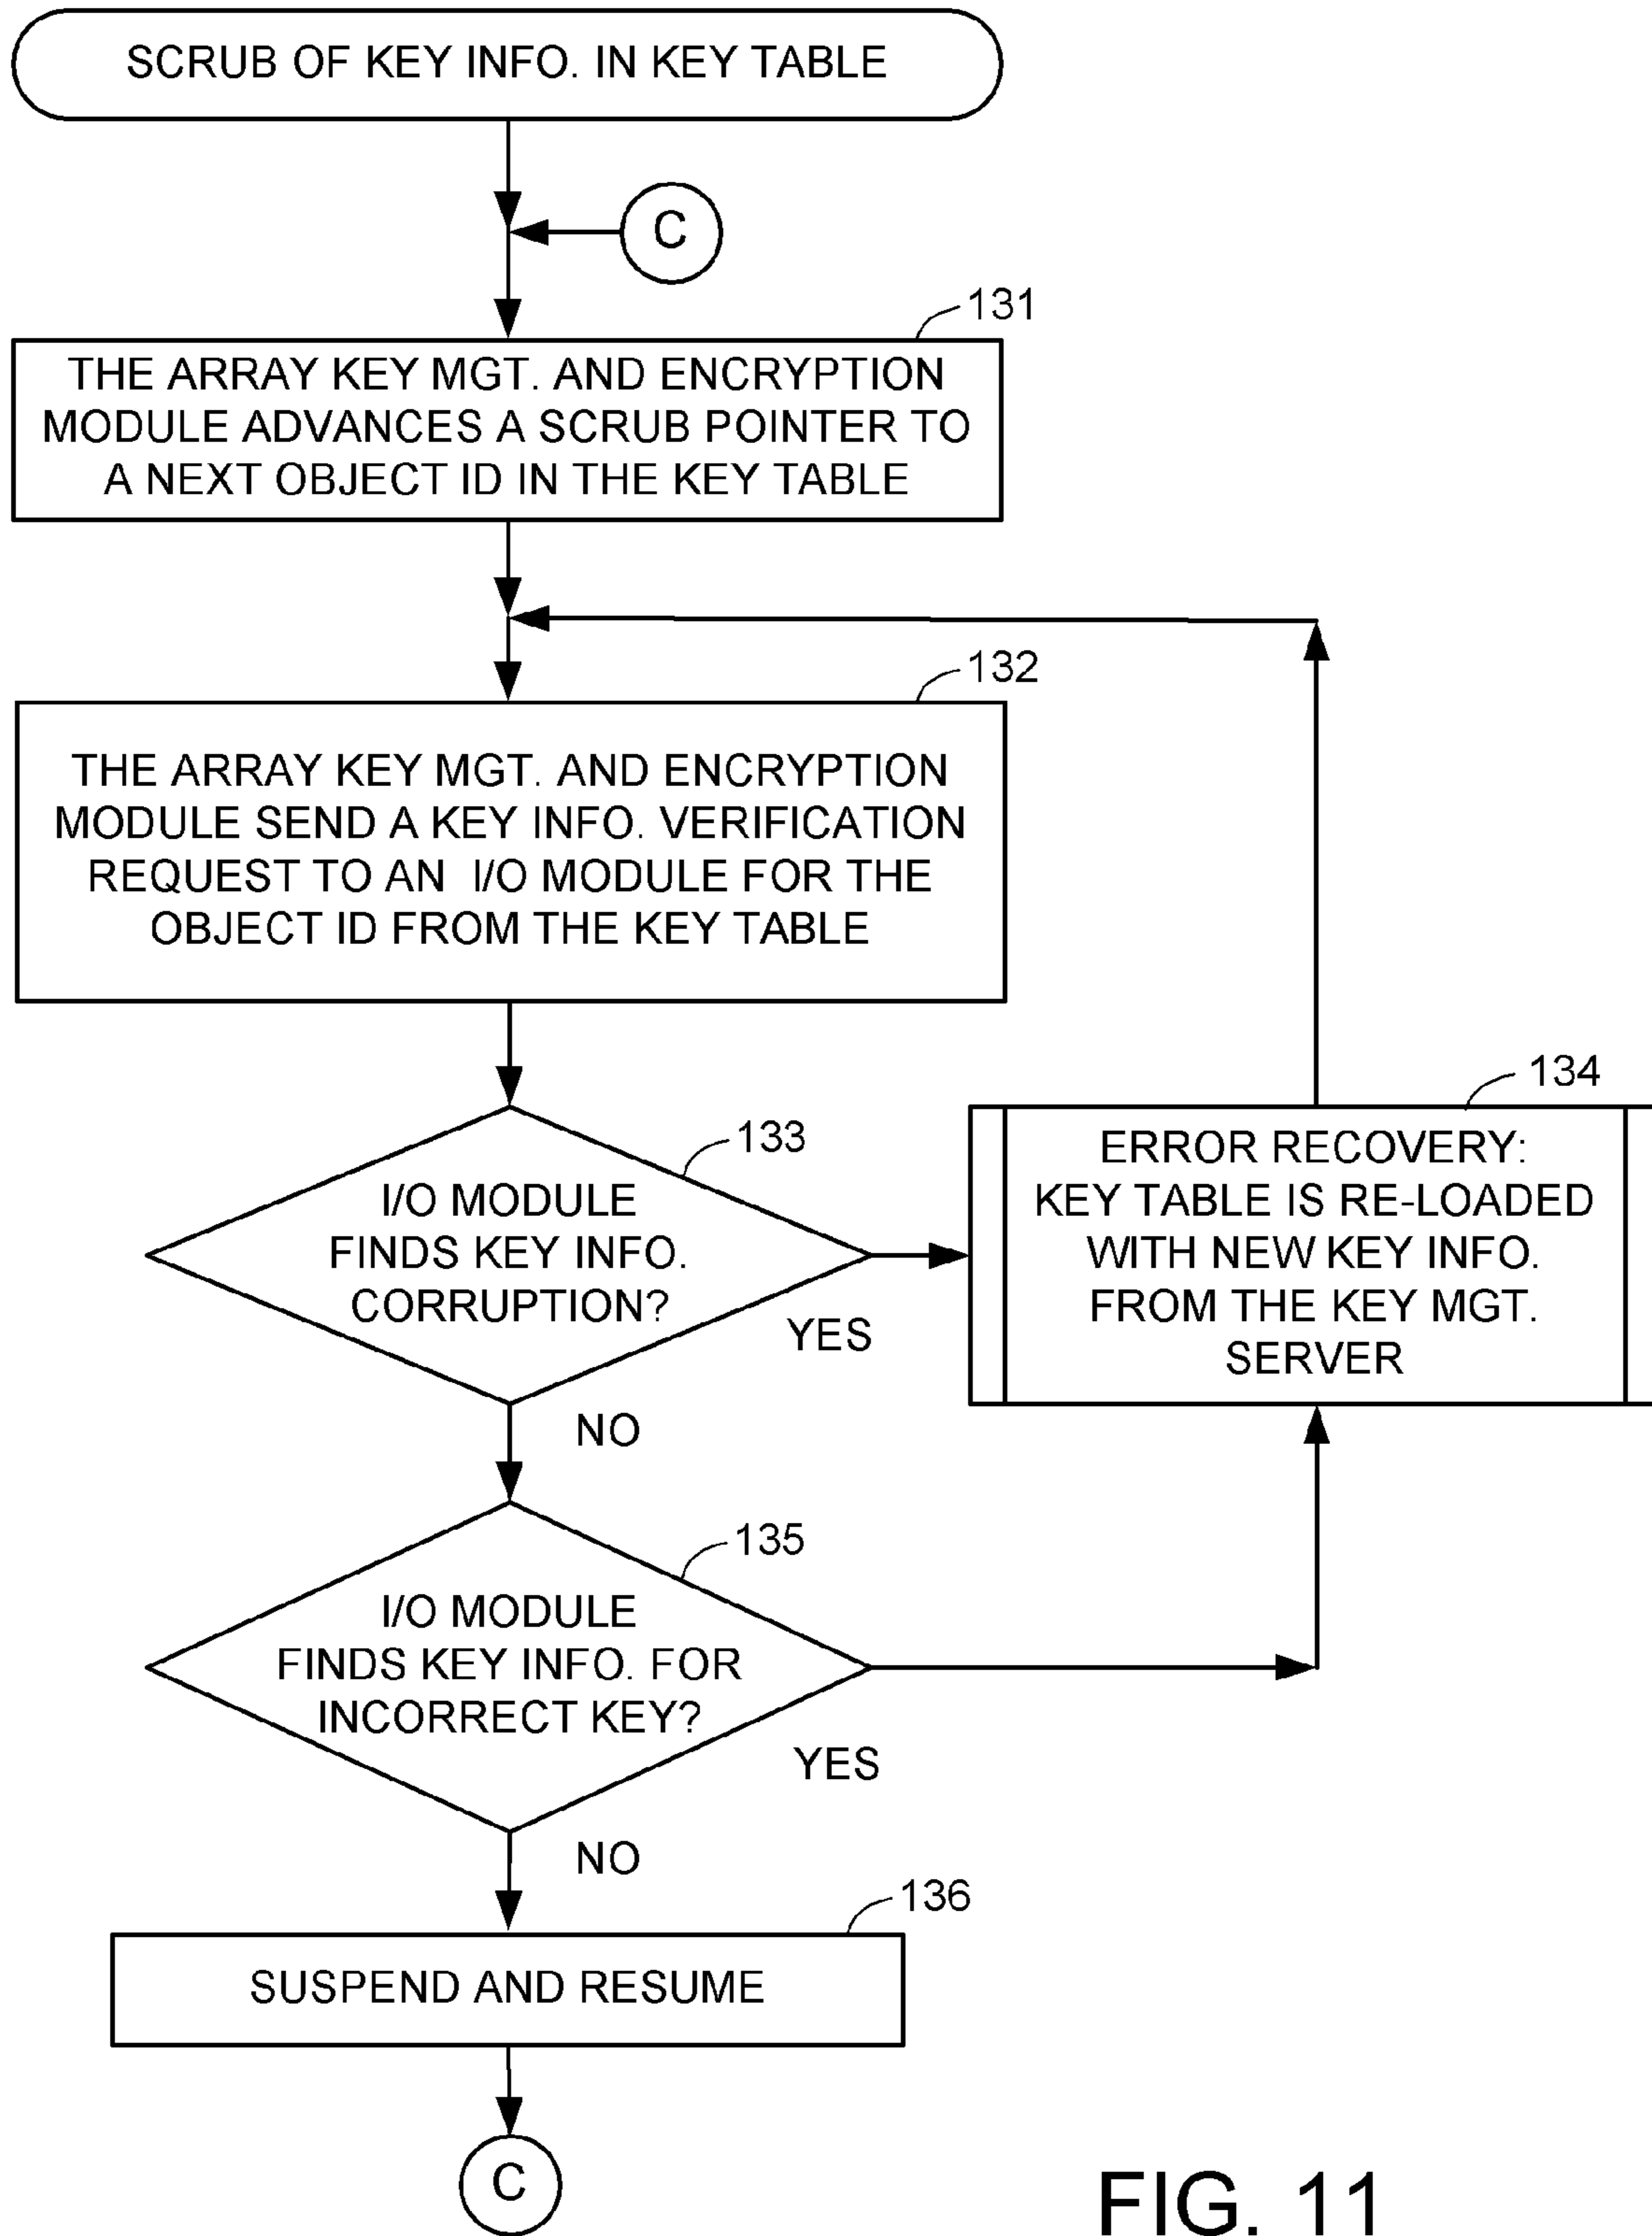 SCRUB OF KEY INFO. IN KEY TABLE
C
131
THE ARRAY KEY MGT. AND ENCRYPTION
MODULE ADVANCES A SCRUB POINTER TO
A NEXT OBJECT ID IN THE KEY TABLE
132
THE ARRAY KEY MGT. AND ENCRYPTION
MODULE SEND A KEY INFO. VERIFICATION
REQUEST TO AN I/O MODULE FOR THE
OBJECT ID FROM THE KEY TABLE
133
I/O MODULE
FINDS KEY INFO.
CORRUPTION?
YES
NO
134
ERROR RECOVERY:
KEY TABLE IS RE-LOADED
WITH NEW KEY INFO.
FROM THE KEY MGT.
SERVER
135
I/O MODULE
FINDS KEY INFO. FOR
INCORRECT KEY?
YES
NO
136
SUSPEND AND RESUME
C
FIG. 11